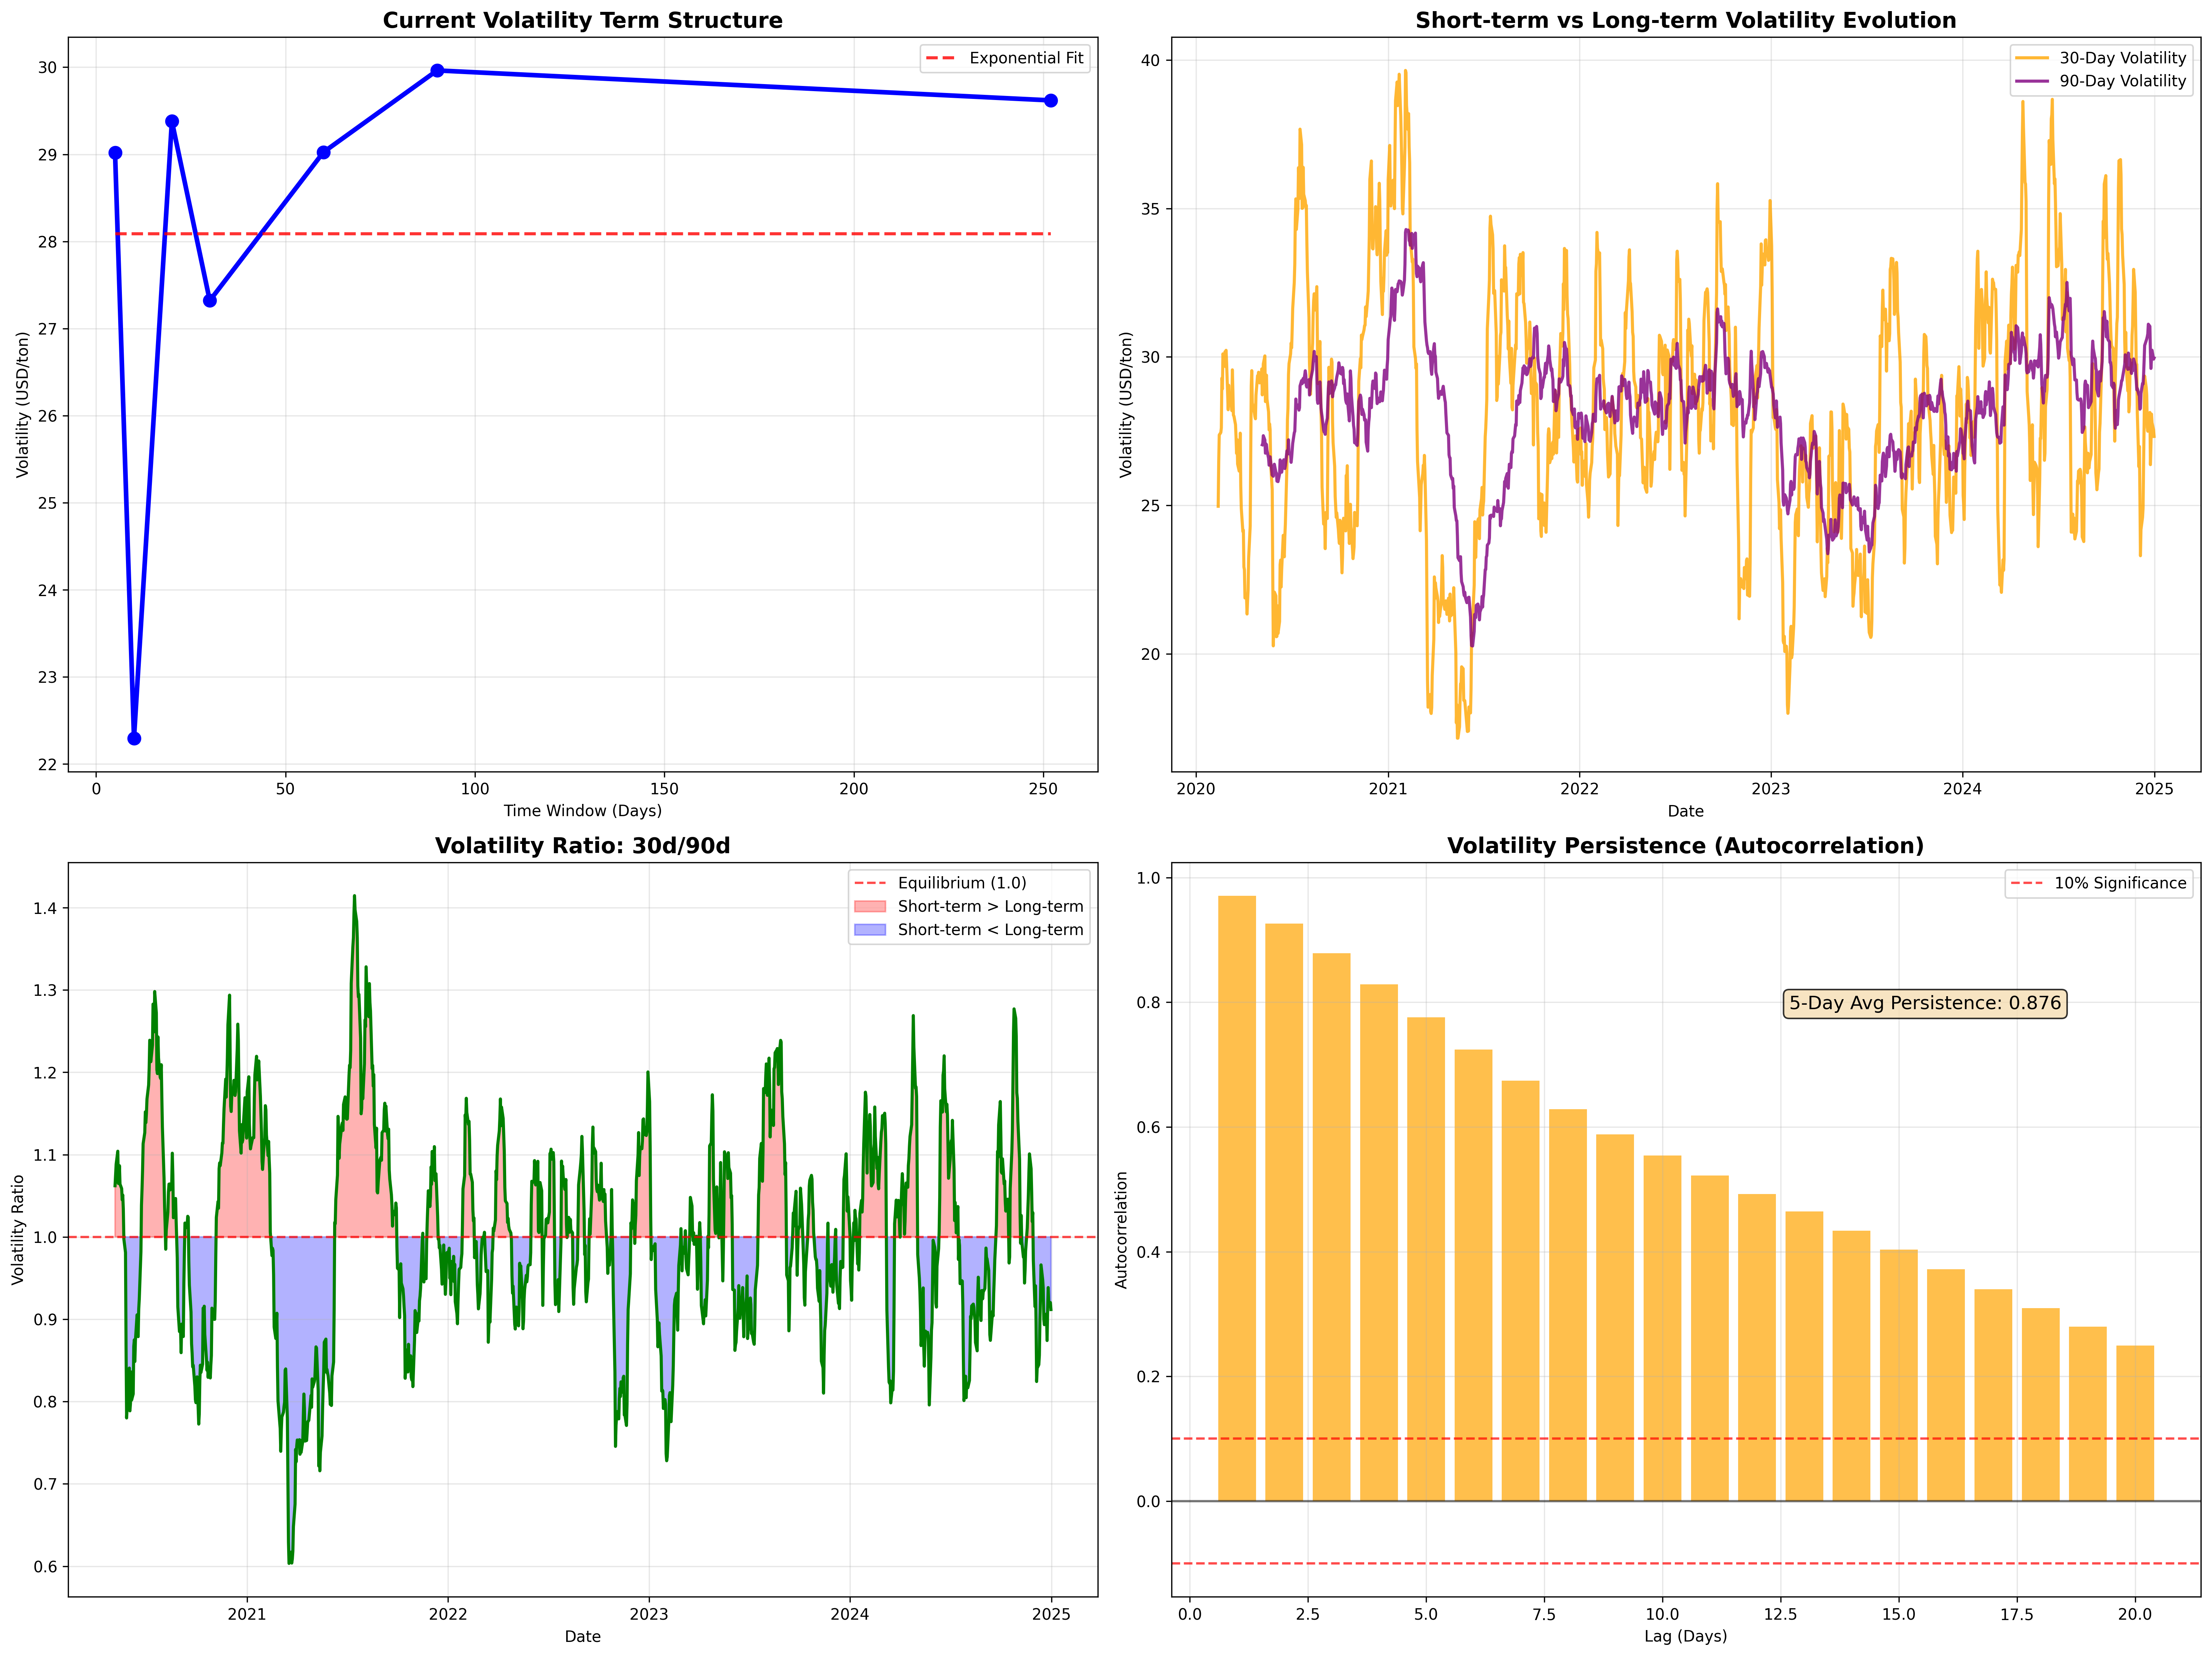 Current Volatility Term Structure
Exponential Fit
30
29
28
27
26
25
24
23
22
Volatility (USD/ton)
0
50
100
150
200
250
Time Window (Days)
Short-term vs Long-term Volatility Evolution
30-Day Volatility
90-Day Volatility
40
35
30
25
20
Volatility (USD/ton)
2020
2021
2022
2023
2024
2025
Date
Volatility Ratio: 30d/90d
Equilibrium (1.0)
Short-term > Long-term
Short-term < Long-term
1.4
1.3
1.2
1.1
1.0
0.9
0.8
0.7
0.6
Volatility Ratio
2021
2022
2023
2024
2025
Date
Volatility Persistence (Autocorrelation)
10% Significance
5-Day Avg Persistence: 0.876
1.0
0.8
0.6
0.4
0.2
0.0
Autocorrelation
0.0
2.5
5.0
7.5
10.0
12.5
15.0
17.5
20.0
Lag (Days)